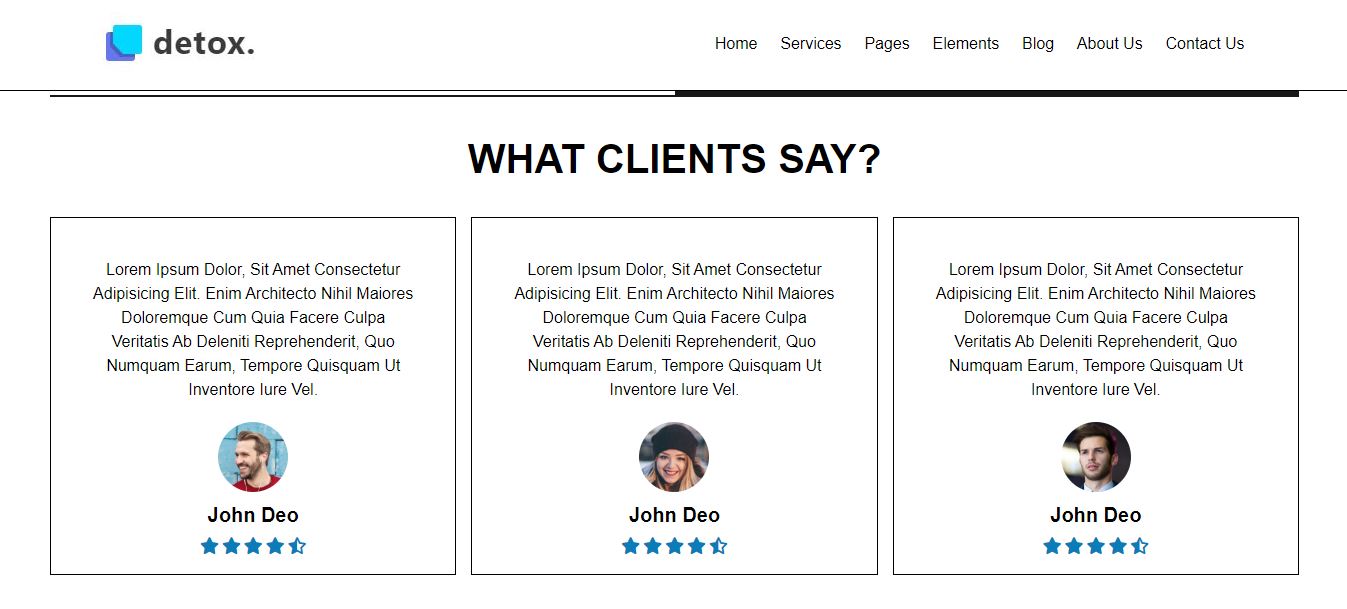 detox.
Home Services Pages Elements Blog About Us Contact Us
WHAT CLIENTS SAY?
Lorem Ipsum Dolor, Sit Amet Consectetur
Adipisicing Elit. Enim Architecto Nihil Maiores
Doloremque Cum Quia Facere Culpa
Veritatis Ab Deleniti Reprehenderit, Quo
Numquam Earum, Tempore Quisquam Ut
Inventore Iure Vel.
John Deo
Lorem Ipsum Dolor, Sit Amet Consectetur
Adipisicing Elit. Enim Architecto Nihil Maiores
Doloremque Cum Quia Facere Culpa
Veritatis Ab Deleniti Reprehenderit, Quo
Numquam Earum, Tempore Quisquam Ut
Inventore Iure Vel.
John Deo
Lorem Ipsum Dolor, Sit Amet Consectetur
Adipisicing Elit. Enim Architecto Nihil Maiores
Doloremque Cum Quia Facere Culpa
Veritatis Ab Deleniti Reprehenderit, Quo
Numquam Earum, Tempore Quisquam Ut
Inventore Iure Vel.
John Deo